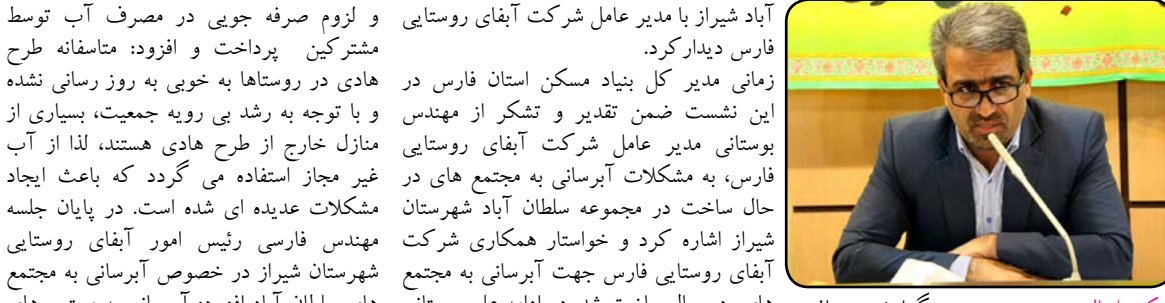 آباد شیراز با مدیر عامل شرکت آبفای روستایی
فارس دیدارکرد.
زمانی مدیر کل بنیاد مسکن استان فارس در
این نشست ضمن تقدیر و تشکر از مهندس
بوستانی مدیر عامل شرکت آبفای روستایی
فارس، به مشکلات آبرسانی به مجتمع های در
حال ساخت در مجموعه سلطان آباد شهرستان
شیراز اشاره کرد و خواستار همکاری شرکت
آبفای روستایی فارس جهت آبرسانی به مجتمع
و لزوم صرفه جویی در مصرف آب توسط
مشترکین پرداخت و افزود: متاسفانه طرح
هادی در روستاها به خوبی به روز رسانی نشده
و با توجه به رشد بی رویه جمعیت، بسیاری از
منازل خارج از طرح هادی هستند، لذا از آب
غیر مجاز استفاده می گردد که باعث ایجاد
مشکلات عدیده ای شده است. در پایان جلسه
مهندس فارسی رئیس امور آبفای روستایی
شهرستان شیراز در خصوص آبرسانی به مجتمع